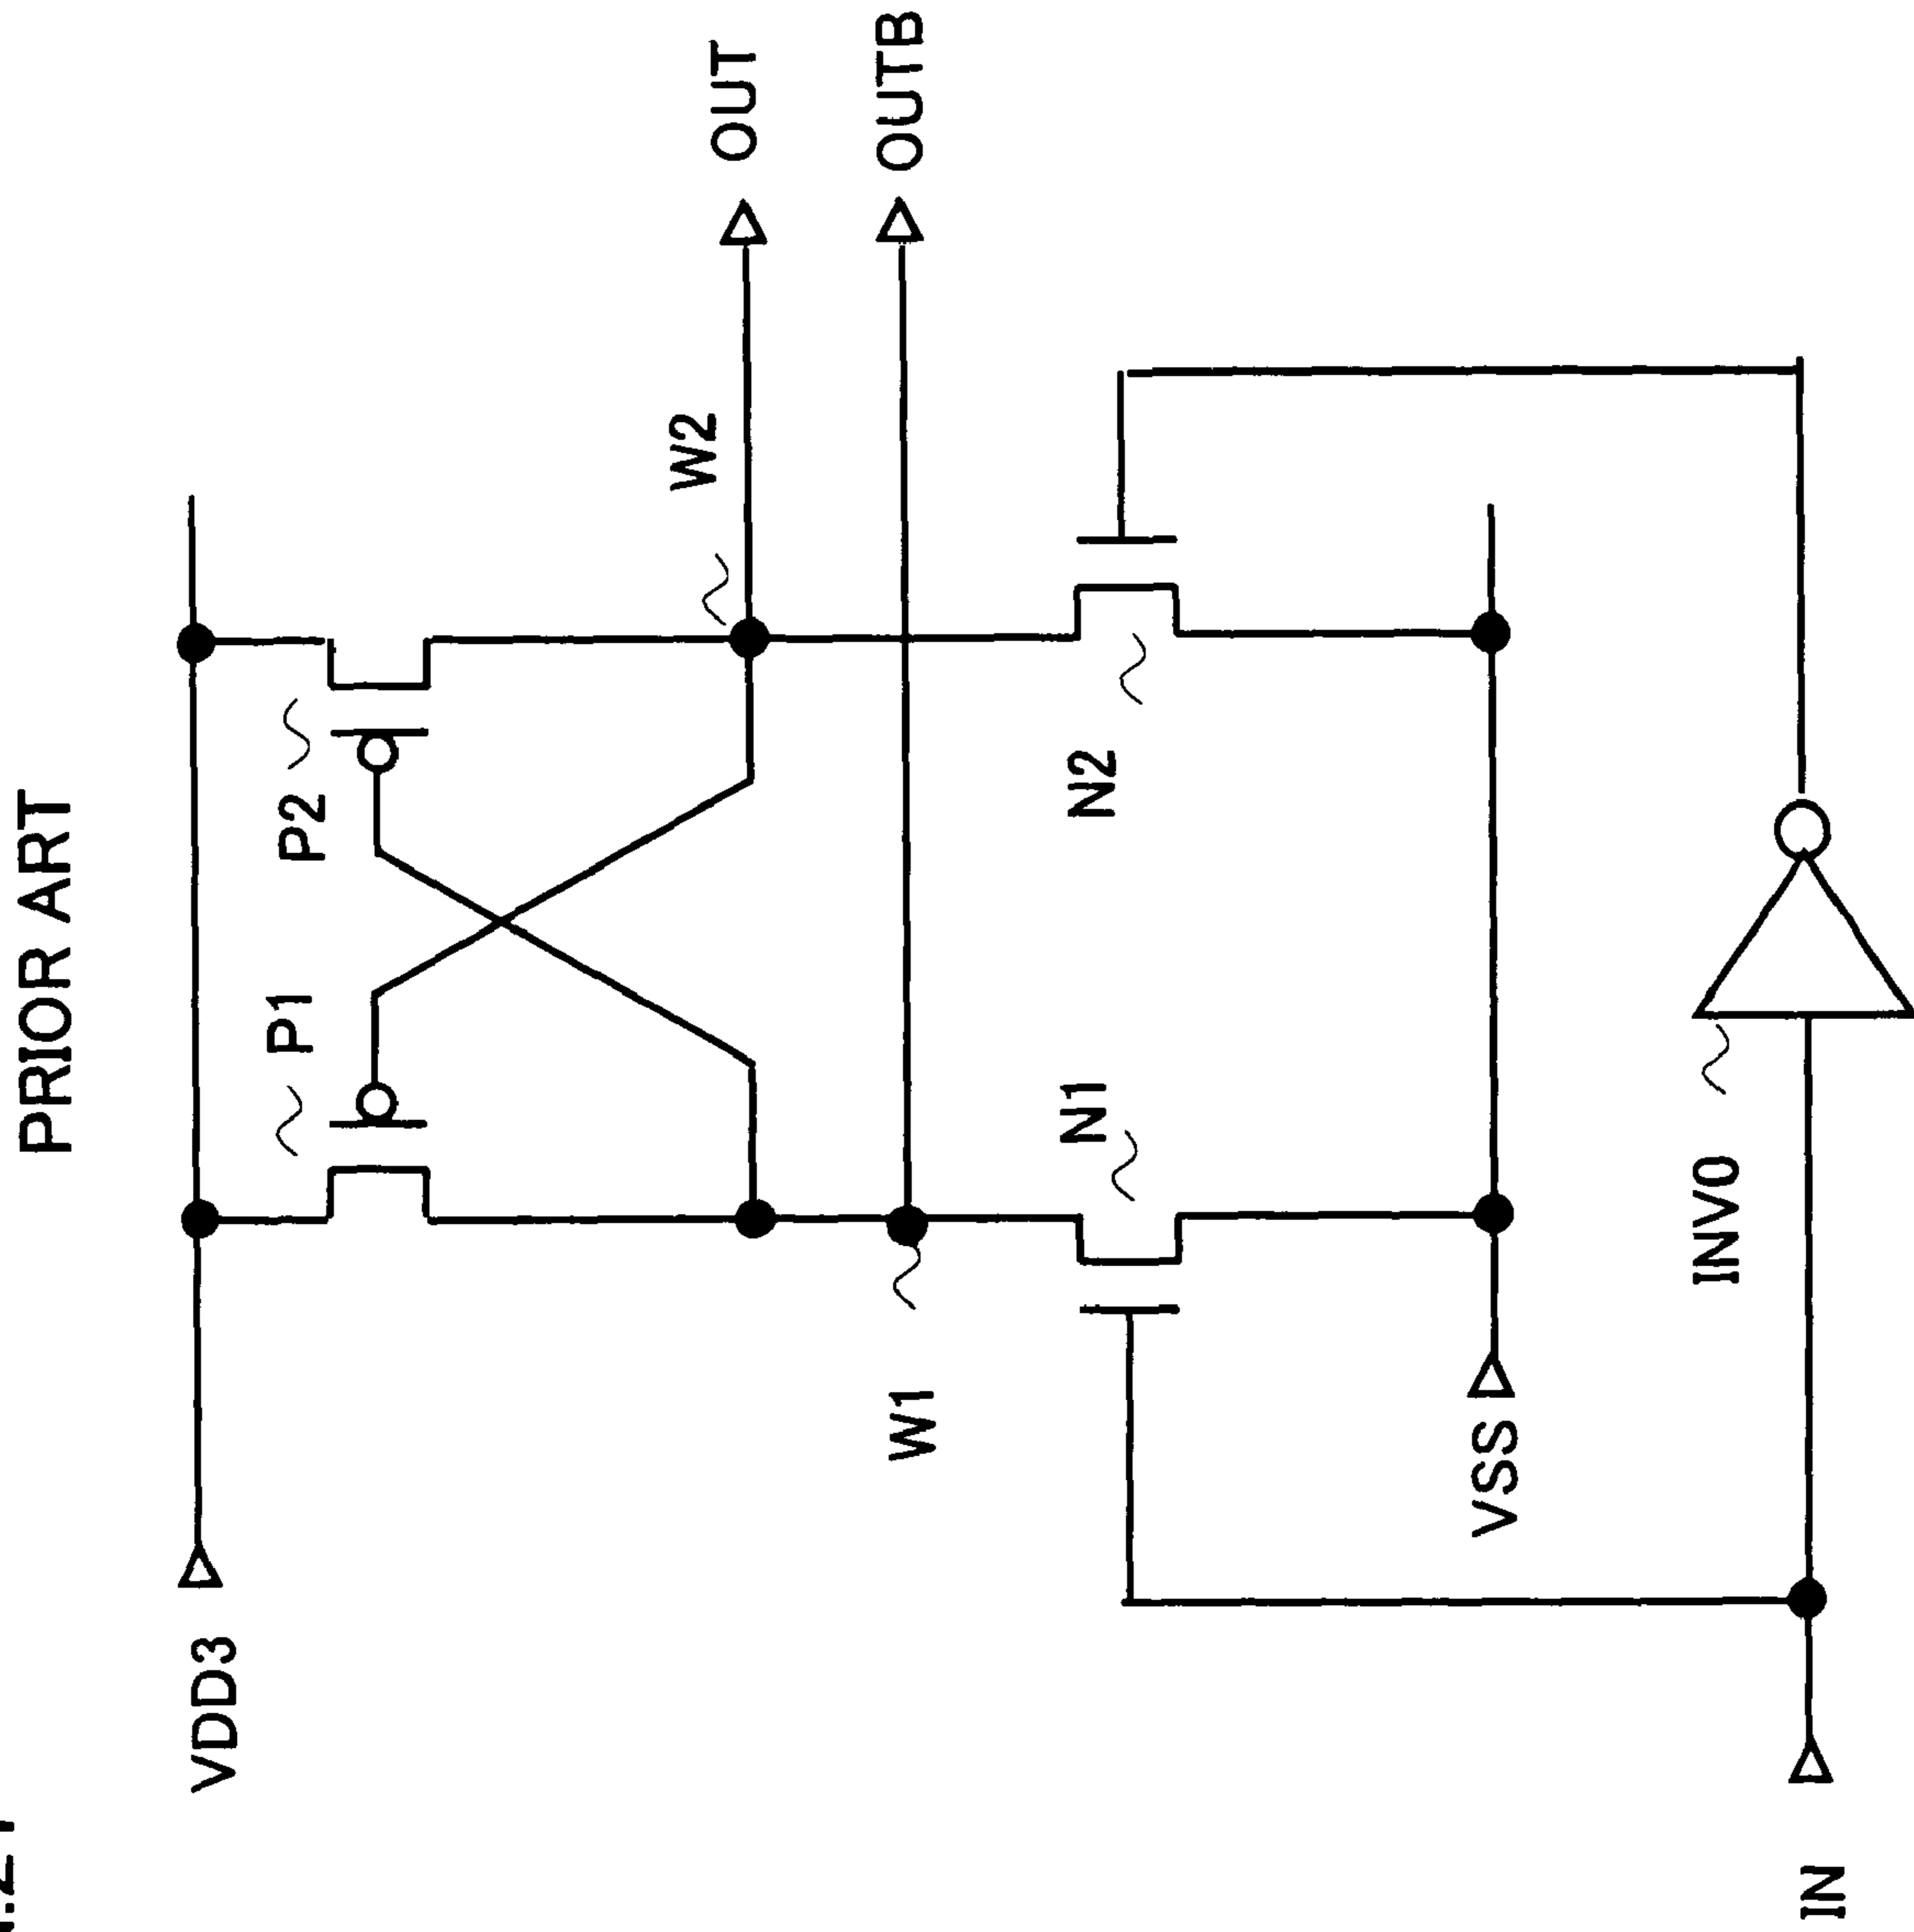 PRIOR ART
VDD3
P1
P2
W2
OUT
OUTB
W1
N1
N2
VSS
INV0
IN